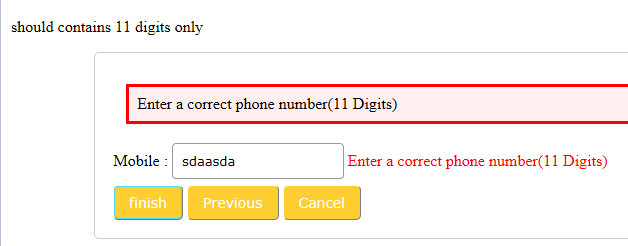 should contains 11 digits only
Enter a correct phone number(11 Digits)
Mobile : sdaasda Enter a correct phone number(11 Digits)
finish Previous Cancel